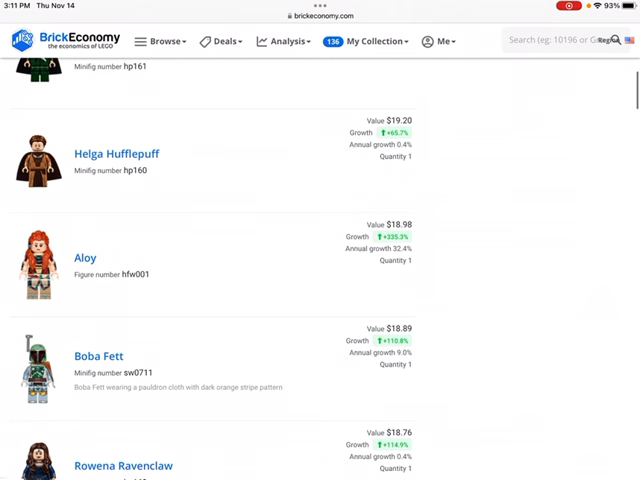 3:11 PM Thu Nov 14
93%
brickeconomy.com
BrickEconomy
the economics of LEGO
Browse
Deals
Analysis
136 My Collection
Me
Search (eg: 10196 or G
Minifig number hp161
Value $19.20
Growth +65.7%
Helga Hufflepuff
Annual growth 0.4%
Minifig number hp160
Quantity 1
Value $18.98
Growth +335.3%
Aloy
Annual growth 32.4%
Figure number hfw001
Quantity 1
Value $18.89
Growth +110.8%
Boba Fett
Annual growth 9.0%
Minifig number sw0711
Quantity 1
Boba Fett wearing a pauldron cloth with dark orange stripe pattern
Value $18.76
Growth +114.9%
Rowena Ravenclaw
Annual growth 0.4%
Quantity 1